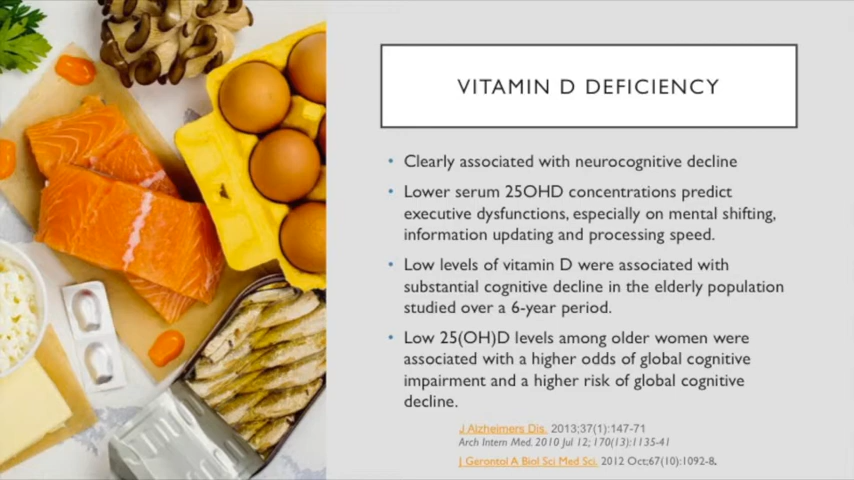 VITAMIN D DEFICIENCY
• Clearly associated with neurocognitive decline
• Lower serum 25OHD concentrations predict
executive dysfunctions, especially on mental shifting,
information updating and processing speed.
• Low levels of vitamin D were associated with
substantial cognitive decline in the elderly population
studied over a 6-year period.
• Low 25(OH)D levels among older women were
associated with a higher odds of global cognitive
impairment and a higher risk of global cognitive
decline.
J Alzheimers Dis. 2013;37(1):147-71
Arch Intern Med. 2010 Jul 12; 170(13):1135-41
J Gerontol A Biol Sci Med Sci. 2012 Oct;67(10):1092-8.